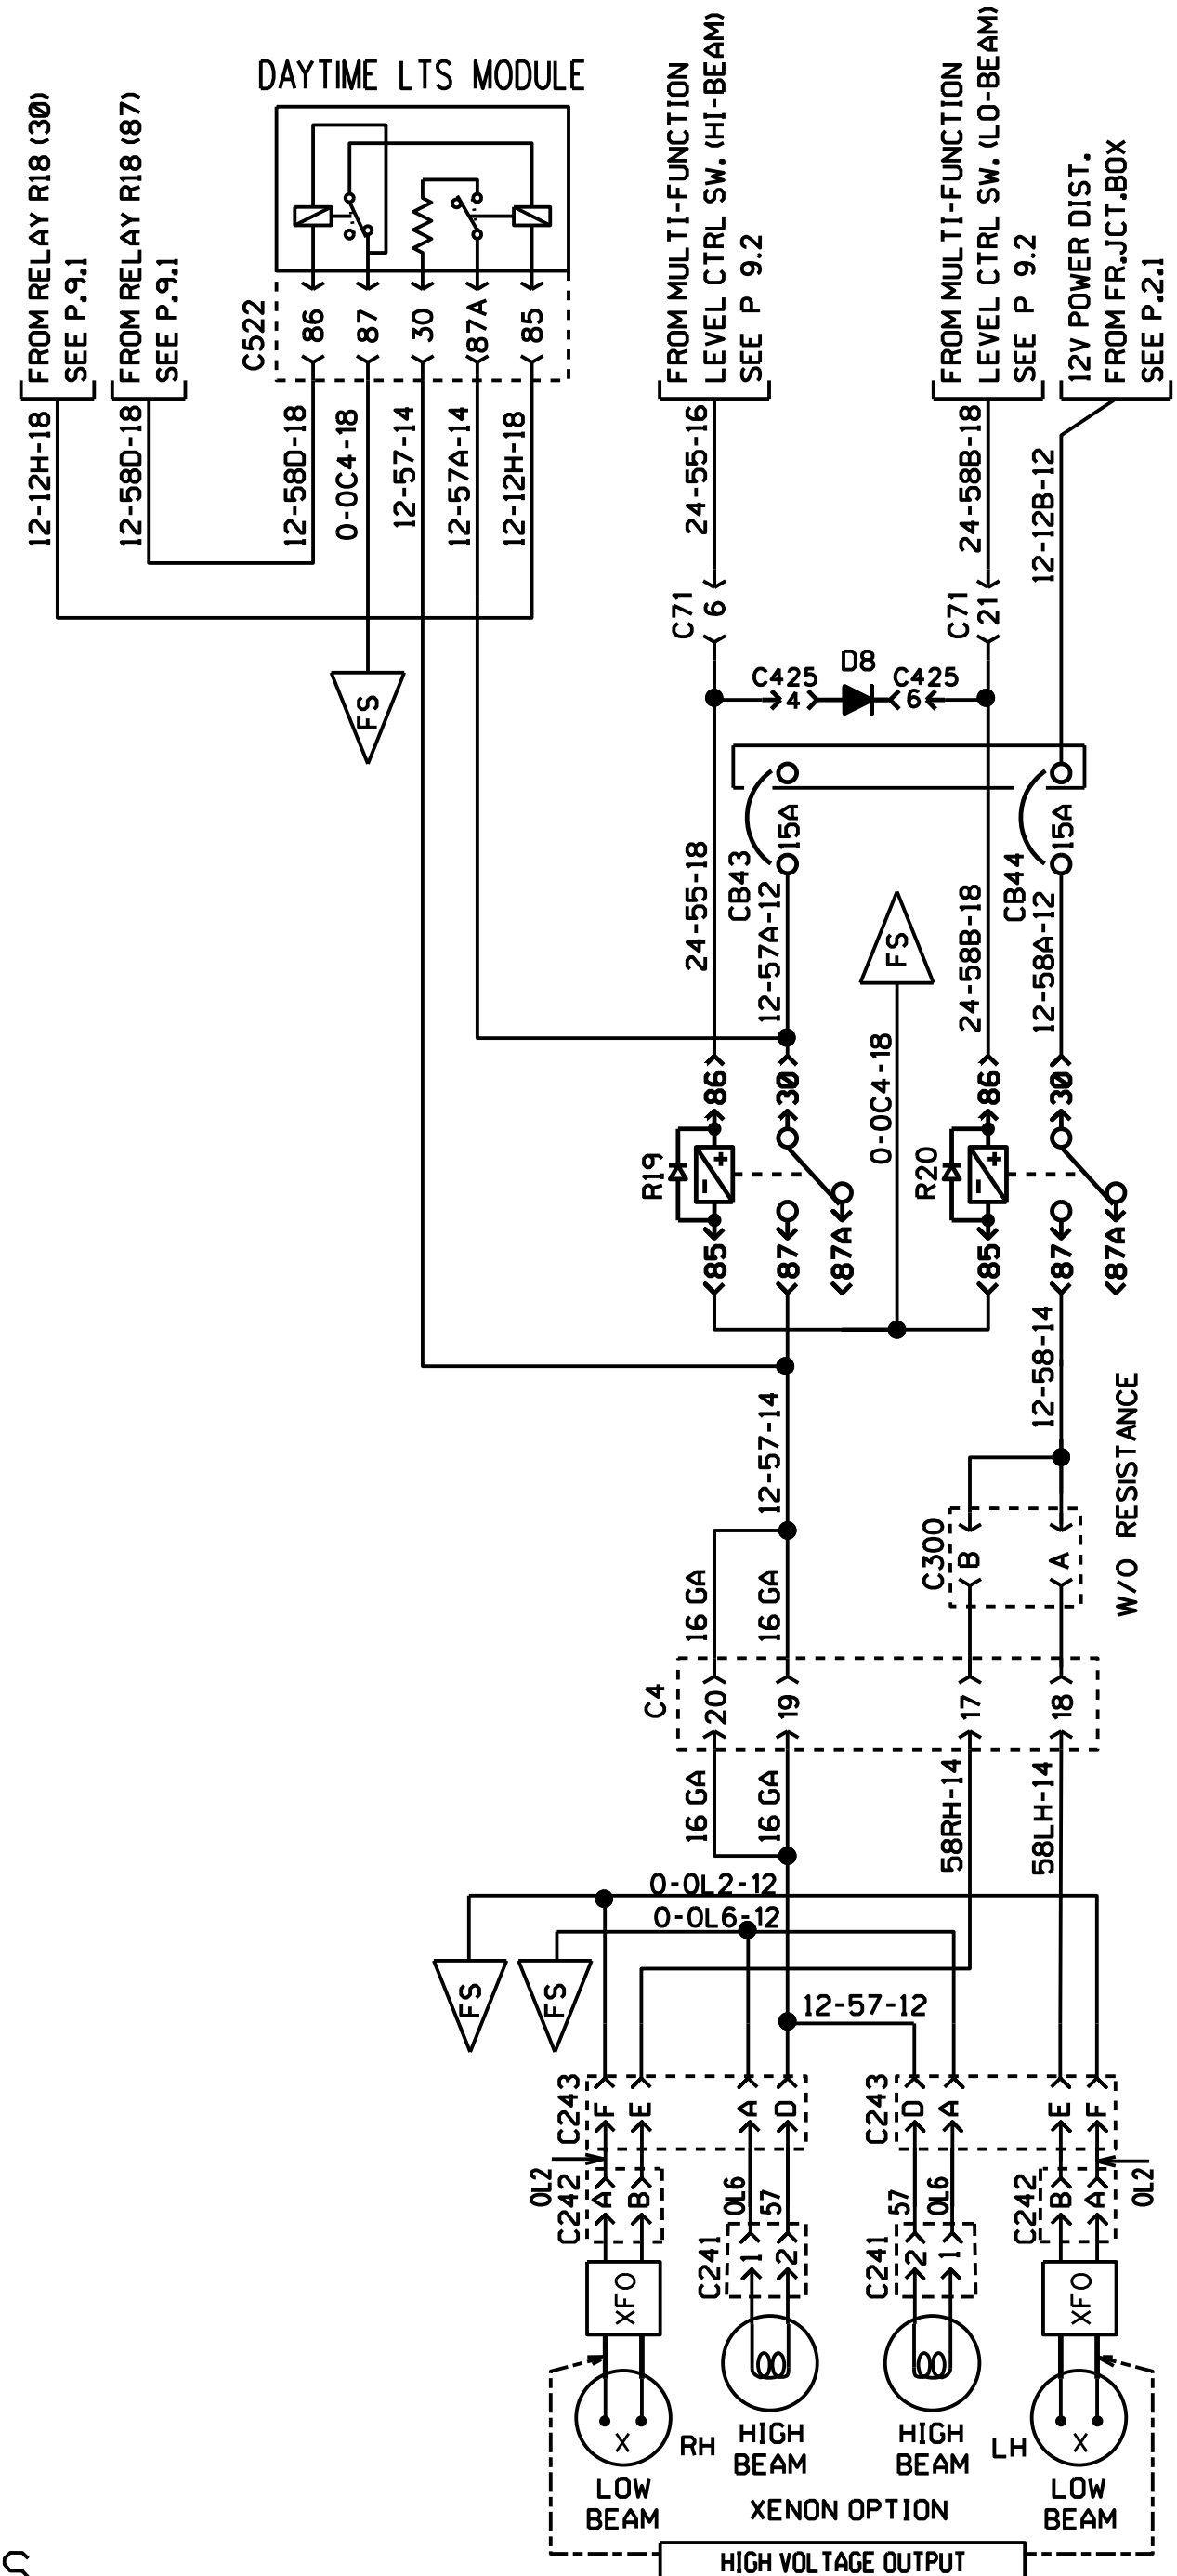 DAYTIME LTS MODULE
FROM RELAY R18 (30)
SEE P.9.1
FROM RELAY R18 (87)
SEE P.9.1
C522
86
87
30
87A
85
FROM MULTI-FUNCTION
LEVEL CTRL SW. (HI-BEAM)
SEE P 9.2
FROM MULTI-FUNCTION
LEVEL CTRL SW. (LO-BEAM)
SEE P 9.2
12V POWER DIST.
FROM FR.JCT.BOX
SEE P.2.1
12-12H-18
12-58D-18
12-58D-18
0-0C4-18
12-57-14
12-57A-14
12-12H-18
24-55-16
24-58B-18
12-12B-12
C71
6
C71
21
FS
C425
4
D8
C425
6
15A
CB43
15A
CB44
24-55-18
12-57A-12
FS
24-58B-18
12-58A-12
0-0C4-18
86
30
86
30
R19
- +
R20
- +
85
87
87A
85
87
87A
12-57-14
12-58-14
W/O RESISTANCE
C300
B
A
16 GA
16 GA
C4
20
19
17
18
16 GA
16 GA
58RH-14
58LH-14
0-0L2-12
0-0L6-12
FS
FS
12-57-12
C243
F
E
A
D
C243
D
A
E
F
0L2
C242
A
B
0L6
57
57
0L6
C242
B
A
0L2
C241
1
2
C241
2
1
XFO
XFO
X
RH
HIGH
BEAM
HIGH
BEAM
LH
X
LOW
BEAM
LOW
BEAM
XENON OPTION
HIGH VOLTAGE OUTPUT